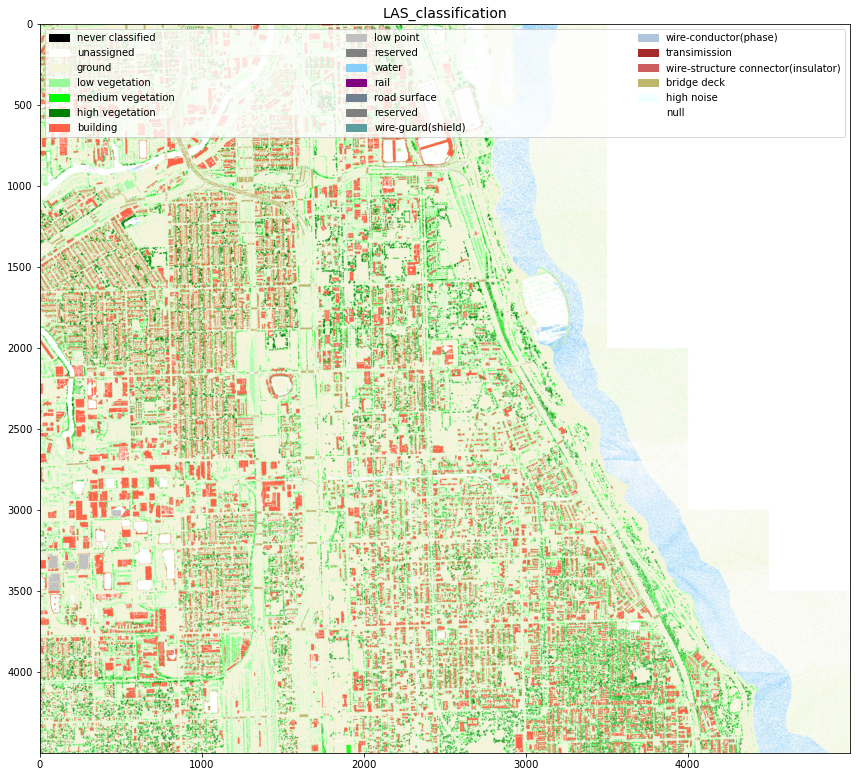 LAS_classification
never classified
unassigned
ground
low vegetation
medium vegetation
high vegetation
building
low point
reserved
water
rail
road surface
reserved
wire-guard(shield)
wire-conductor(phase)
transimission
wire-structure connector(insulator)
bridge deck
high noise
null
0
500
1000
1500
2000
2500
3000
3500
4000
0
1000
2000
3000
4000